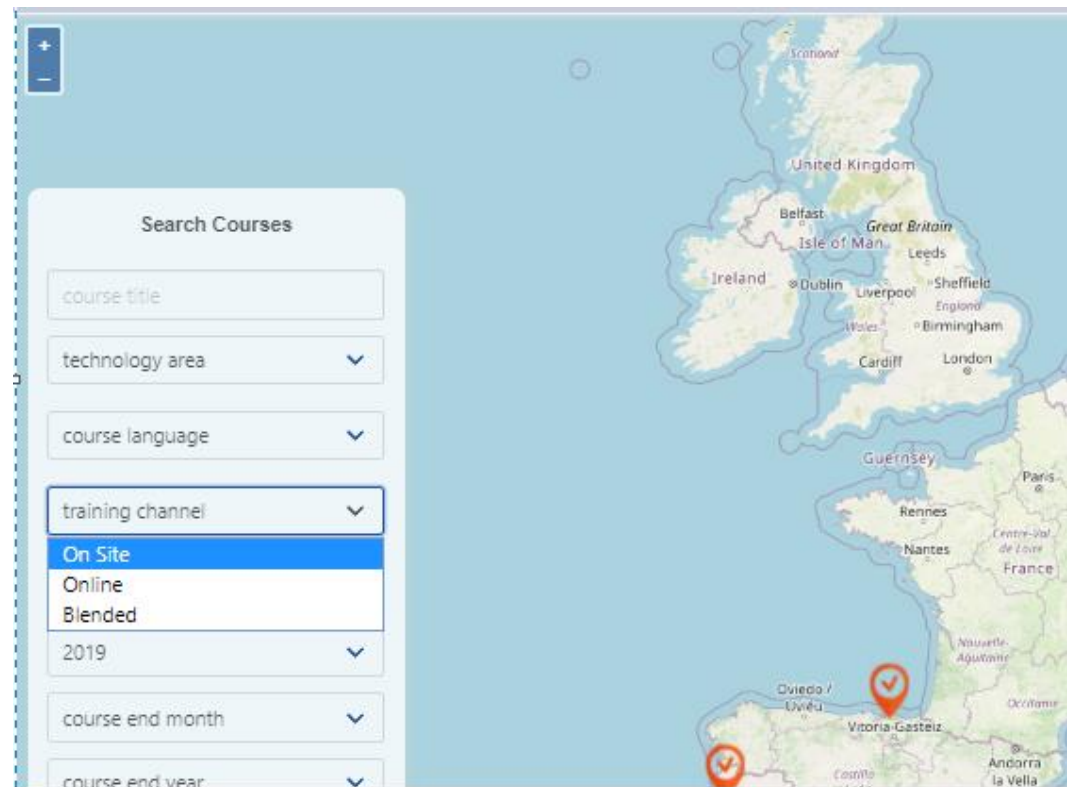 +
–
Search Courses
course title
technology area
course language
training channel
On Site
Online
Blended
2019
course end month
course end year
Scotland
United Kingdom
Belfast
Great Britain
Isle of Man
Leeds
Ireland
Dublin
Liverpool
Sheffield
England
Wales
Birmingham
Cardiff
London
Guernsey
Paris
Rennes
Centre-Val
de Loire
Nantes
France
Nouvelle-
Aquitaine
Oviedo /
Uviéu
Occitanie
Vitoria-Gasteiz
Andorra
la Vella
Castilla